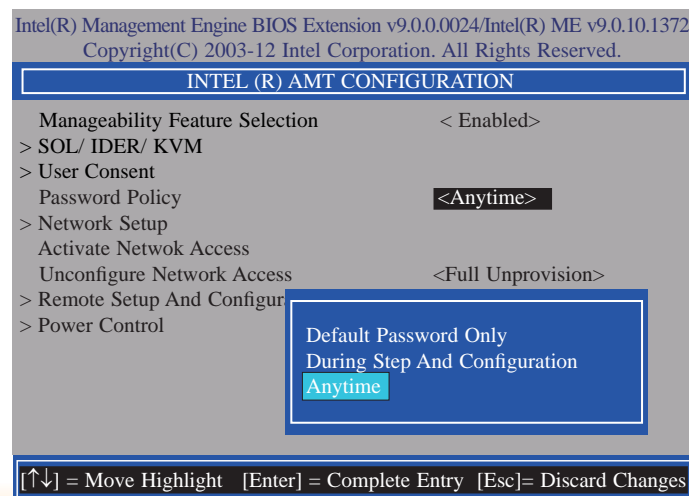 Intel(R) Management Engine BIOS Extension v9.0.0.0024/Intel(R) ME v9.0.10.1372
Copyright(C) 2003-12 Intel Corporation. All Rights Reserved.
INTEL (R) AMT CONFIGURATION
Manageability Feature Selection < Enabled>
> SOL/ IDER/ KVM
> User Consent
Password Policy <Anytime>
> Network Setup
Activate Netwok Access
Unconfigure Network Access <Full Unprovision>
> Remote Setup And Configur
> Power Control
Default Password Only
During Step And Configuration
Anytime
[↑↓] = Move Highlight [Enter] = Complete Entry [Esc]= Discard Changes